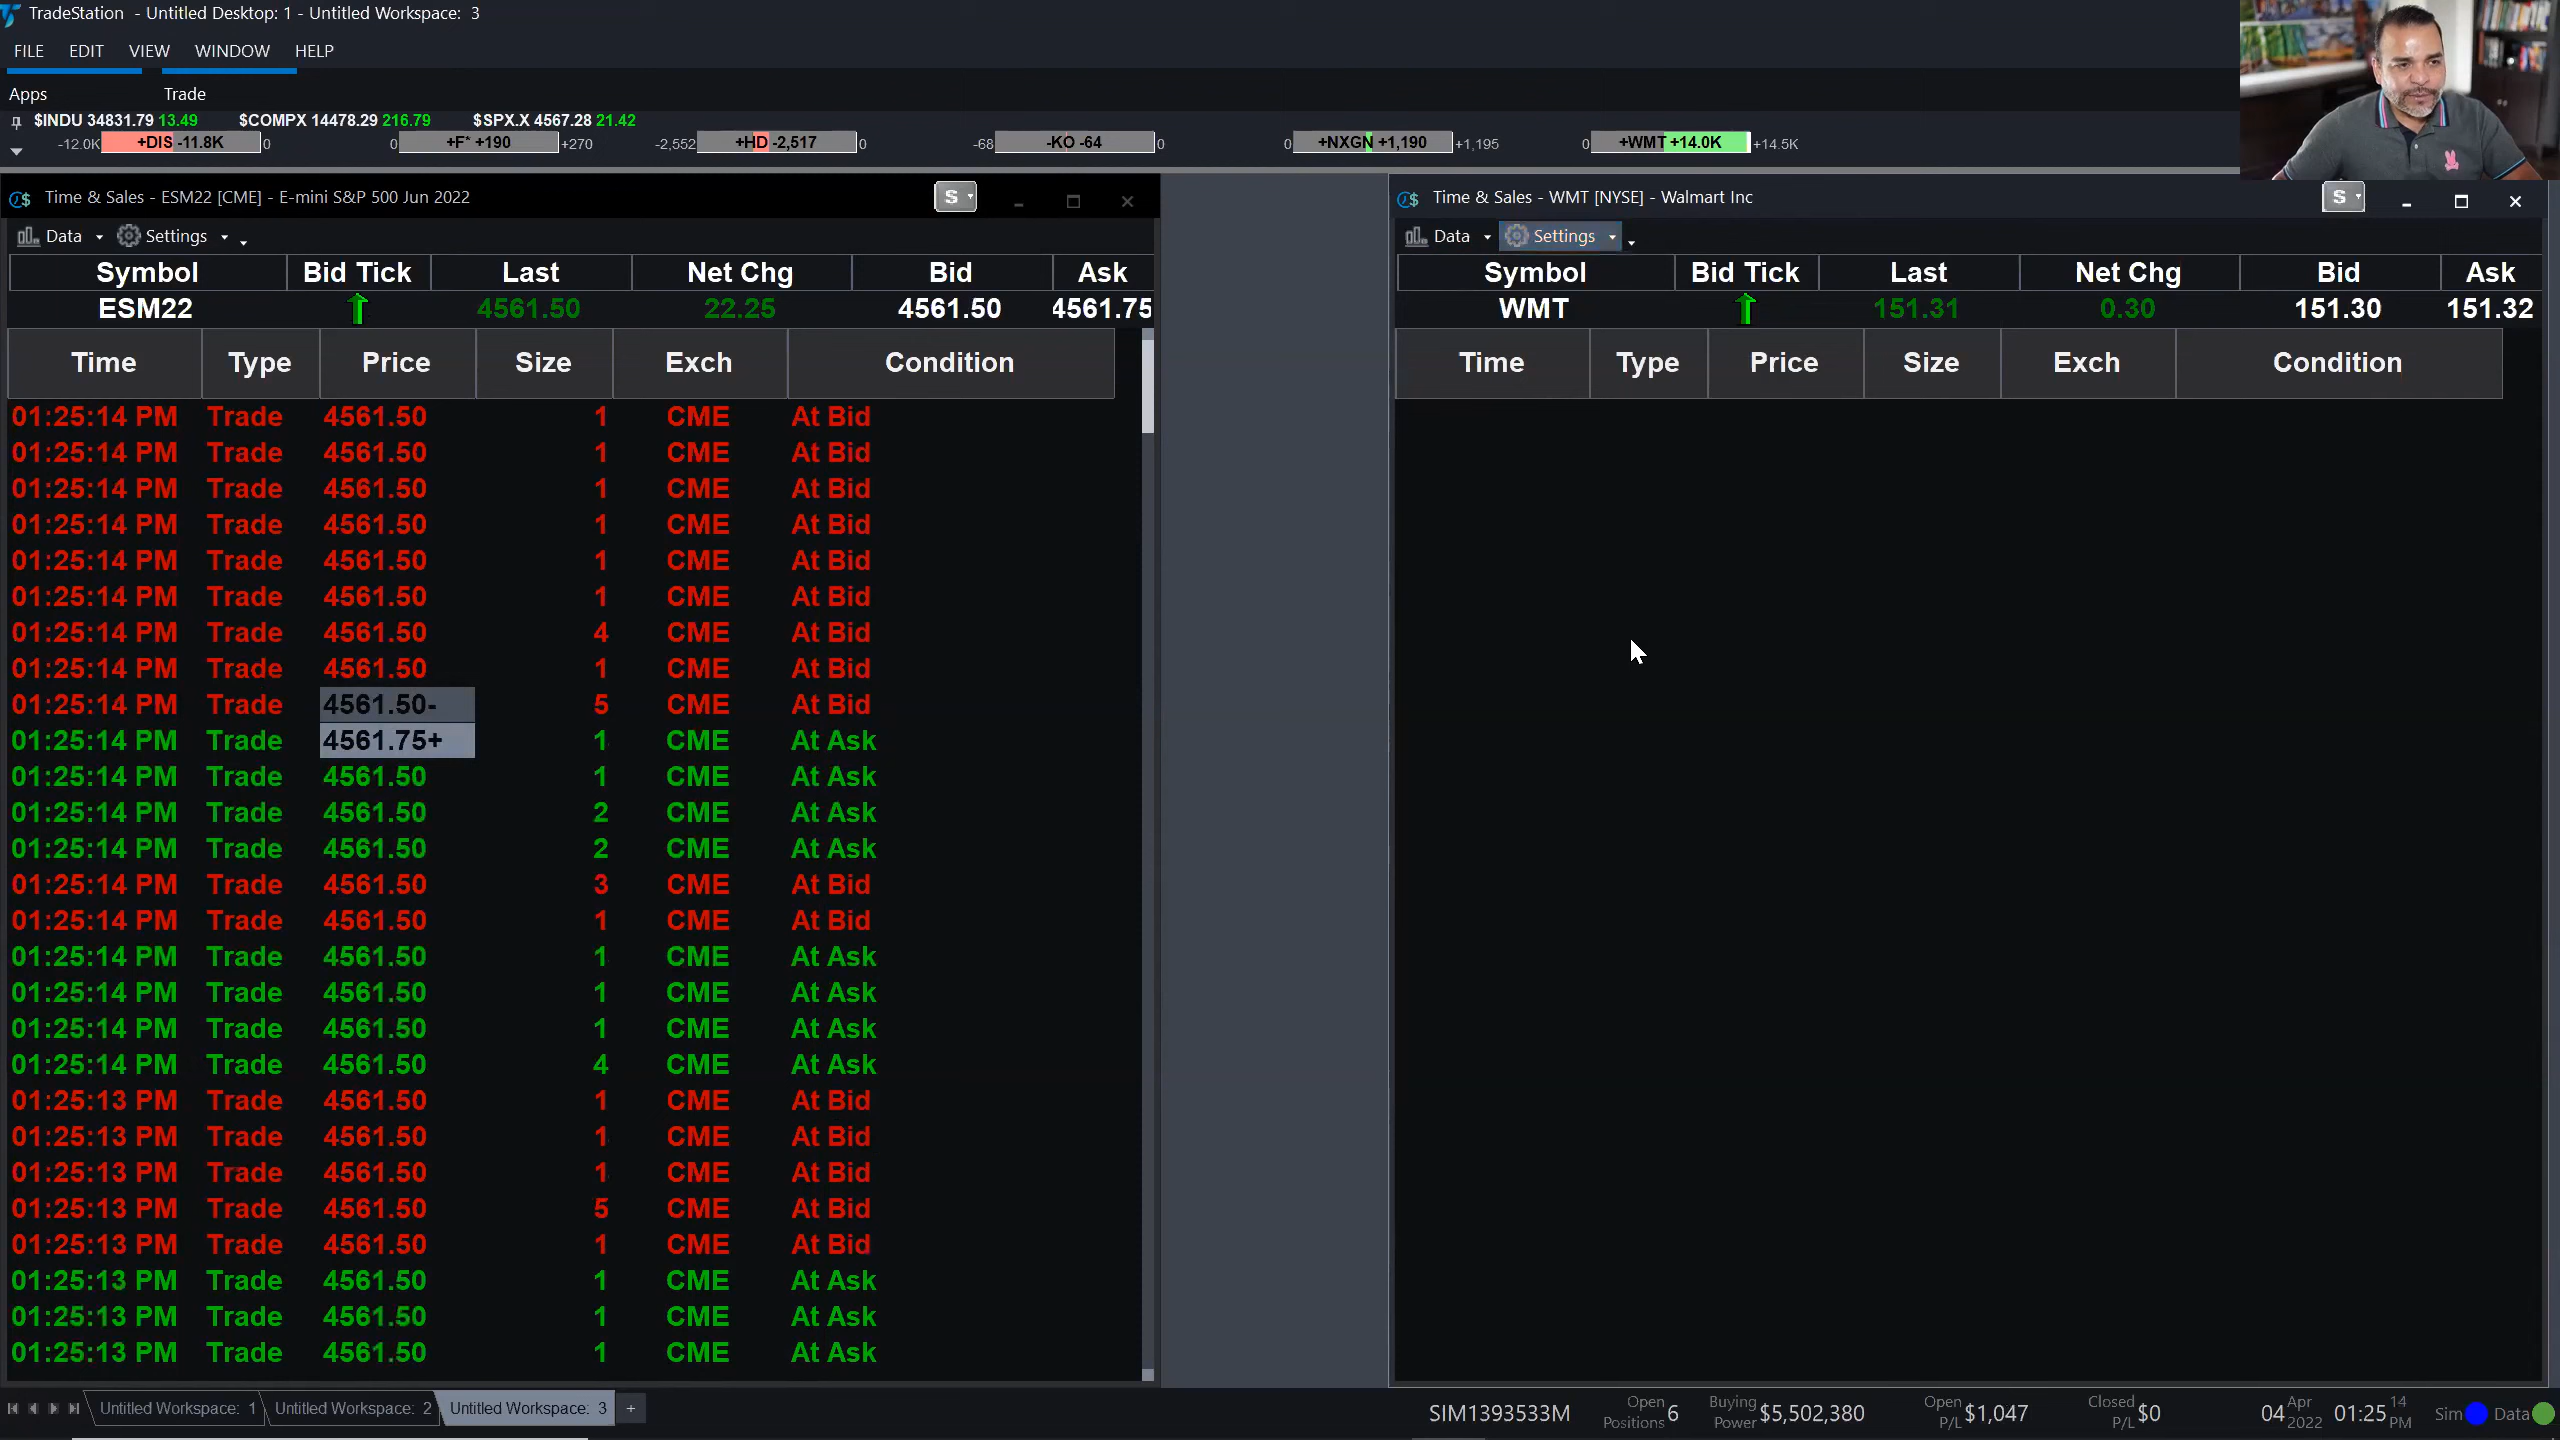 TradeStation - Untitled Desktop: 1 - Untitled Workspace: 3
FILE EDIT VIEW WINDOW HELP
Apps Trade
$INDU 34831.79 13.49 $COMPX 14478.29 216.79 $SPX.X 4567.28 21.42
-12.0K +DIS -11.8K 0 0 +F* +190 +270 -2,552 +HD -2,517 0 -68 -KO -64 0 0 +NXGN +1,190 +1,195 0 +WMT +14.0K +14.5K
Time & Sales - ESM22 [CME] - E-mini S&P 500 Jun 2022 S
Data Settings
Symbol Bid Tick Last Net Chg Bid Ask
ESM22 4561.50 22.25 4561.50 4561.75
Time Type Price Size Exch Condition
01:25:14 PM Trade 4561.50 1 CME At Bid
01:25:14 PM Trade 4561.50 1 CME At Bid
01:25:14 PM Trade 4561.50 1 CME At Bid
01:25:14 PM Trade 4561.50 1 CME At Bid
01:25:14 PM Trade 4561.50 1 CME At Bid
01:25:14 PM Trade 4561.50 1 CME At Bid
01:25:14 PM Trade 4561.50 4 CME At Bid
01:25:14 PM Trade 4561.50 1 CME At Bid
01:25:14 PM Trade 4561.50- 5 CME At Bid
01:25:14 PM Trade 4561.75+ 1 CME At Ask
01:25:14 PM Trade 4561.50 1 CME At Ask
01:25:14 PM Trade 4561.50 2 CME At Ask
01:25:14 PM Trade 4561.50 2 CME At Ask
01:25:14 PM Trade 4561.50 3 CME At Bid
01:25:14 PM Trade 4561.50 1 CME At Bid
01:25:14 PM Trade 4561.50 1 CME At Ask
01:25:14 PM Trade 4561.50 1 CME At Ask
01:25:14 PM Trade 4561.50 1 CME At Ask
01:25:14 PM Trade 4561.50 4 CME At Ask
01:25:13 PM Trade 4561.50 1 CME At Bid
01:25:13 PM Trade 4561.50 1 CME At Bid
01:25:13 PM Trade 4561.50 1 CME At Bid
01:25:13 PM Trade 4561.50 5 CME At Bid
01:25:13 PM Trade 4561.50 1 CME At Bid
01:25:13 PM Trade 4561.50 1 CME At Ask
01:25:13 PM Trade 4561.50 1 CME At Ask
01:25:13 PM Trade 4561.50 1 CME At Ask
Time & Sales - WMT [NYSE] - Walmart Inc S
Data Settings
Symbol Bid Tick Last Net Chg Bid Ask
WMT 151.31 0.30 151.30 151.32
Time Type Price Size Exch Condition
Untitled Workspace: 1 Untitled Workspace: 2 Untitled Workspace: 3 +
SIM1393533M Open Positions 6 Buying Power $5,502,380 Open P/L $1,047 Closed P/L $0 04 Apr 2022 01:25 14 PM Sim Data